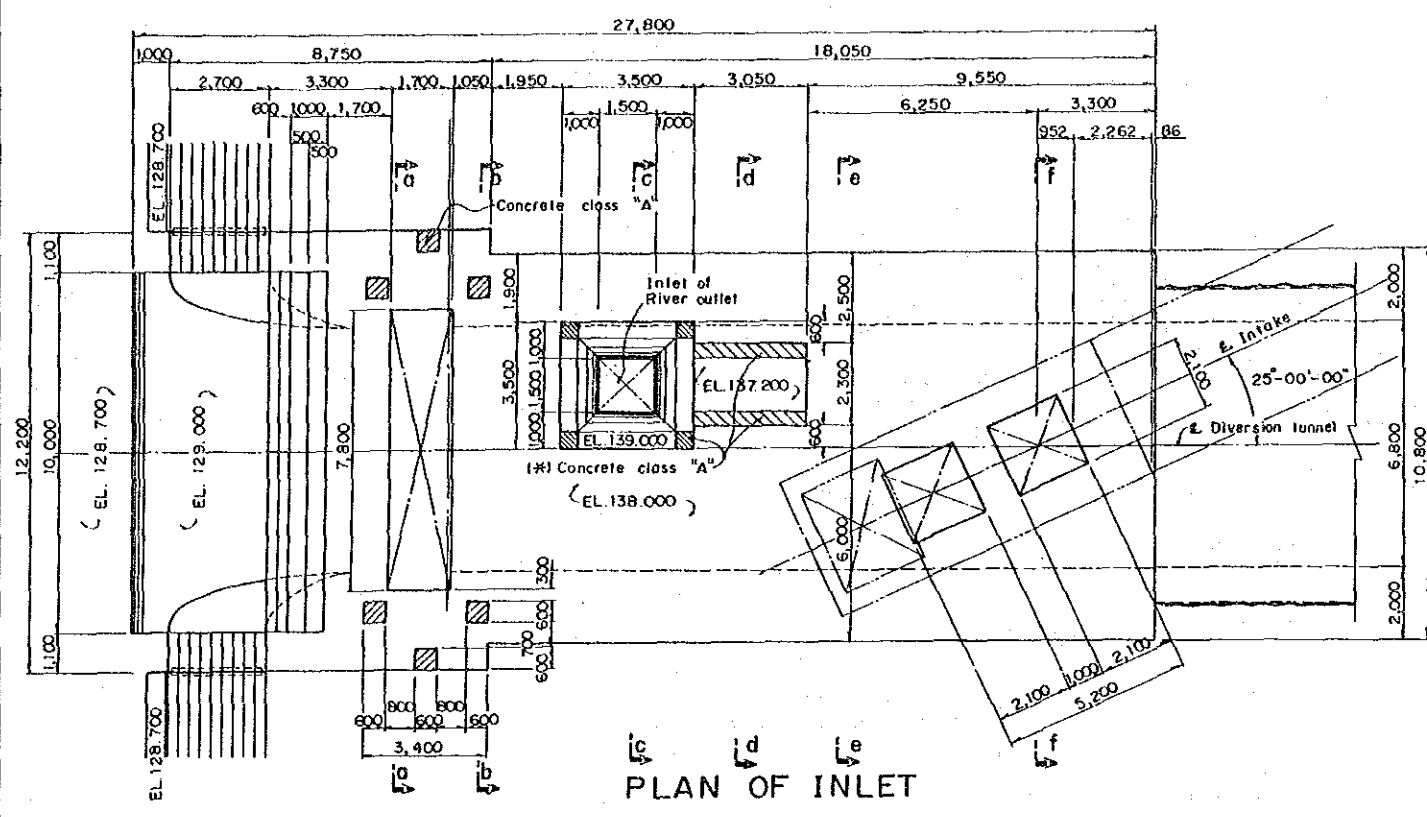 27,800
1,000 8,750 18,050
2,700 3,300 1,700 1,050 1,950 3,500 3,050 9,550
600 1,000 1,700 1,000 1,500 1,000 6,250 3,300
500
500
952 2,262 86
EL.128.700
a b c d e f
Concrete class "A"
1,100
12,200
10,000
1,100
1,900
Inlet of
River outlet
2,500
600
2,000
3,500
1,000
1,500
1,000
EL.137.200
2,300
600
℄ Intake
2,100
25°-00'-00"
℄ Diversion tunnel
6,800
10,800
EL.139.000
(*) Concrete class "A"
(EL. 128.700)
(EL. 129.000)
7,800
(EL.138.000)
6,000
300
600
700
600
2,000
2,100
1,000
2,100
5,200
EL.128.700
600 800 600 800 600
3,400
a b c d e f
PLAN OF INLET